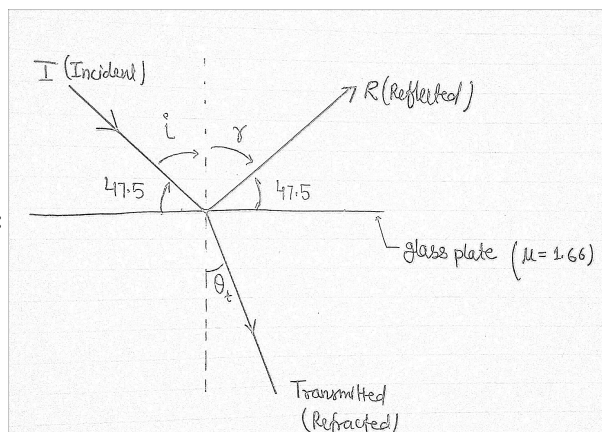 I (Incident)
R (Reflected)
i
r
47.5
47.5
glass plate (μ = 1.66)
θt
Transmitted
(Refracted)